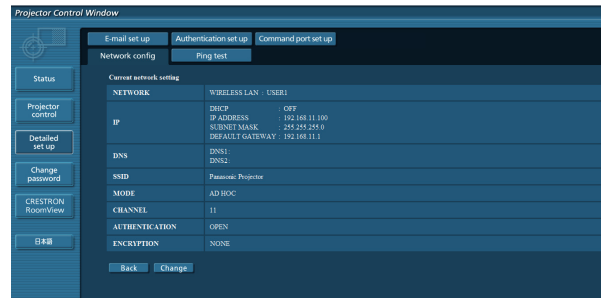 Projector Control Window
E-mail set up Authentication set up Command port set up
Network config Ping test
Status
Projector control
Detailed set up
Change password
CRESTRON RoomView
日本語
Current network setting
NETWORK WIRELESS LAN : USER1
IP
DHCP : OFF
IP ADDRESS : 192.168.11.100
SUBNET MASK : 255.255.255.0
DEFAULT GATEWAY : 192.168.11.1
DNS
DNS1:
DNS2:
SSID Panasonic Projector
MODE AD HOC
CHANNEL 11
AUTHENTICATION OPEN
ENCRYPTION NONE
Back Change